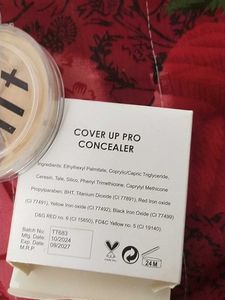 COVER UP PRO
CONCEALER
Ingredients: Ethylhexyl Palmitate, Coprylic/Capric Triglyceride,
Ceresin, Talc, Silica, Phenyl Trimethicone, Caprylyl Methicone
Propylparaben, BHT, Titanium Dioxide (CI 77891), Red Iron oxide
(CI 77491), Yellow Iron oxide (CI 77492), Black Iron Oxide (CI 77499)
D&G RED no. 6 (CI 15850), FD&C Yellow no. 5 (CI 19140).
Batch No: TT683
Mfg. Date: 10/2024
Exp. Date: 09/2027
M.R.P
24M